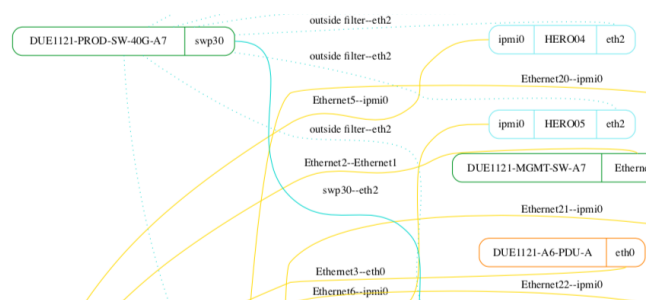 outside filter--eth2
DUE1121-PROD-SW-40G-A7 swp30
ipmi0 HERO04 eth2
outside filter--eth2
Ethernet20--ipmi0
Ethernet5--ipmi0
outside filter--eth2
ipmi0 HERO05 eth2
Ethernet2--Ethernet1
DUE1121-MGMT-SW-A7
swp30--eth2
Ethernet21--ipmi0
DUE1121-A6-PDU-A eth0
Ethernet3--eth0
Ethernet22--ipmi0
Ethernet6--ipmi0